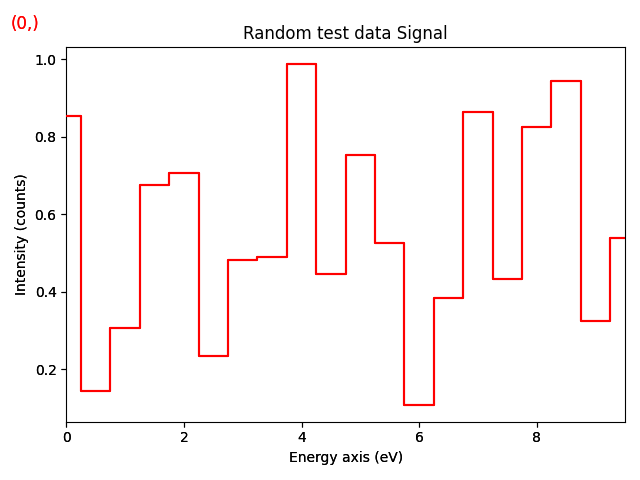 (0,)
Random test data Signal
Intensity (counts)
1.0
0.8
0.6
0.4
0.2
0 2 4 6 8
Energy axis (eV)